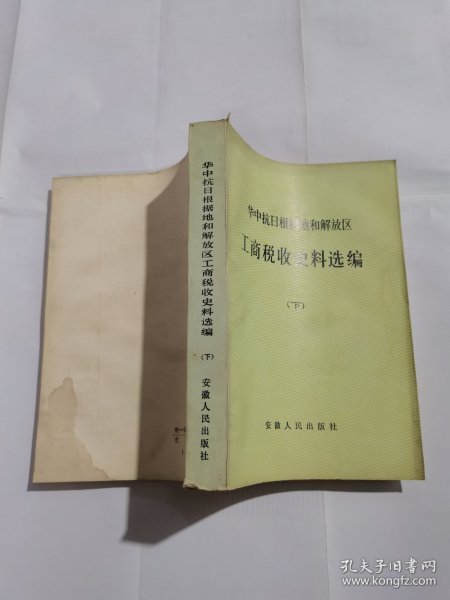 华中抗日根据地和解放区工商税收史料选编
(下)
安徽人民出版社
华中抗日根据地和解放区
工商税收史料选编
(下)
安徽人民出版社
孔夫子旧书网
www.kongfz.com